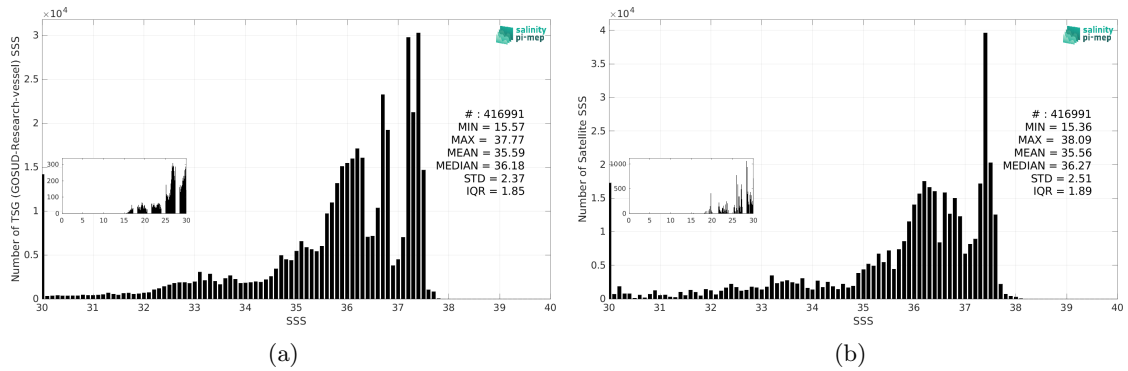 ×10⁴
3
2.5
2
1.5
1
0.5
0
30
31
32
33
34
35
36
37
38
39
40
SSS
Number of TSG (GOSUD-Research-vessel) SSS
salinity
pi-mep
# : 416991
MIN = 15.57
MAX = 37.77
MEAN = 35.59
MEDIAN = 36.18
STD = 2.37
IQR = 1.85
300
200
100
0
0
5
10
15
20
25
30
(a)
×10⁴
4
3.5
3
2.5
2
1.5
1
0.5
0
30
31
32
33
34
35
36
37
38
39
40
SSS
Number of Satellite SSS
salinity
pi-mep
# : 416991
MIN = 15.36
MAX = 38.09
MEAN = 35.56
MEDIAN = 36.27
STD = 2.51
IQR = 1.89
1000
500
0
0
5
10
15
20
25
30
(b)